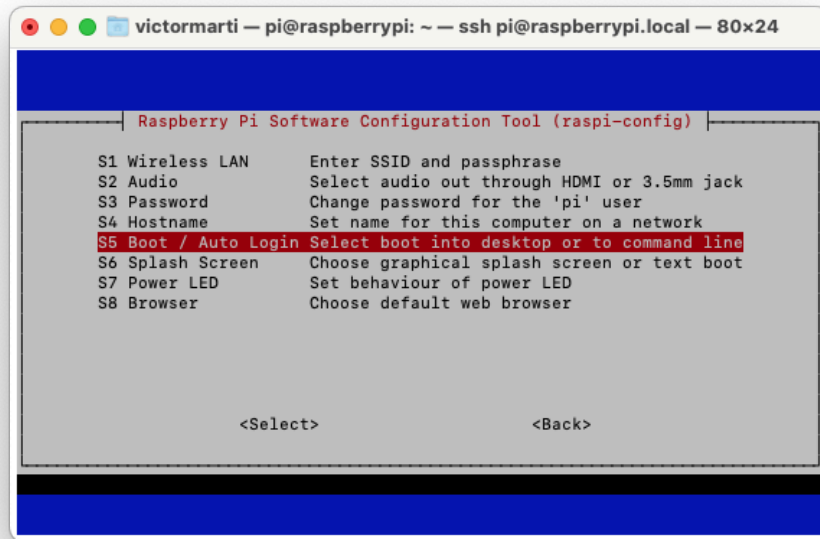 victormarti — pi@raspberrypi: ~ — ssh pi@raspberrypi.local — 80×24
Raspberry Pi Software Configuration Tool (raspi-config)
S1 Wireless LAN Enter SSID and passphrase
S2 Audio Select audio out through HDMI or 3.5mm jack
S3 Password Change password for the 'pi' user
S4 Hostname Set name for this computer on a network
S5 Boot / Auto Login Select boot into desktop or to command line
S6 Splash Screen Choose graphical splash screen or text boot
S7 Power LED Set behaviour of power LED
S8 Browser Choose default web browser
<Select> <Back>